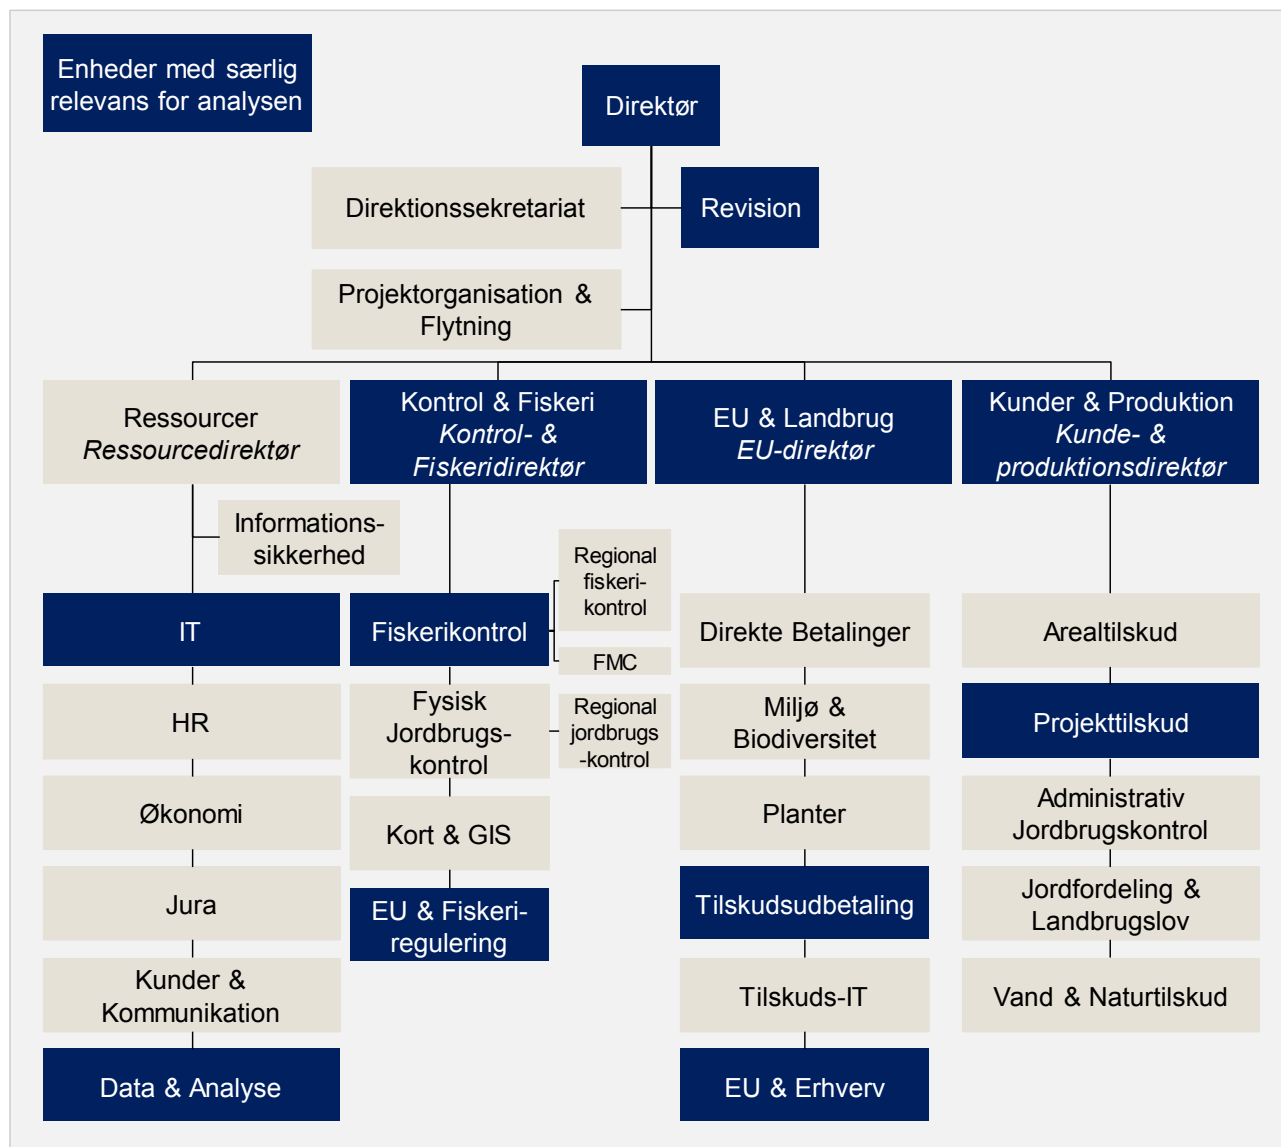 Enheder med særlig
relevans for analysen
Direktør
Direktionssekretariat
Revision
Projektorganisation &
Flytning
Ressourcer
Ressourcedirektør
Kontrol & Fiskeri
Kontrol- &
Fiskeridirektør
EU & Landbrug
EU-direktør
Kunder & Produktion
Kunde- &
produktionsdirektør
Informations-
sikkerhed
IT
HR
Økonomi
Jura
Kunder &
Kommunikation
Data & Analyse
Fiskerikontrol
Regional
fiskeri-
kontrol
FMC
Fysisk
Jordbrugs-
kontrol
Regional
jordbrugs
-kontrol
Kort & GIS
EU & Fiskeri-
regulering
Direkte Betalinger
Miljø &
Biodiversitet
Planter
Tilskudsudbetaling
Tilskuds-IT
EU & Erhverv
Arealtilskud
Projekttilskud
Administrativ
Jordbrugskontrol
Jordfordeling &
Landbrugslov
Vand & Naturtilskud